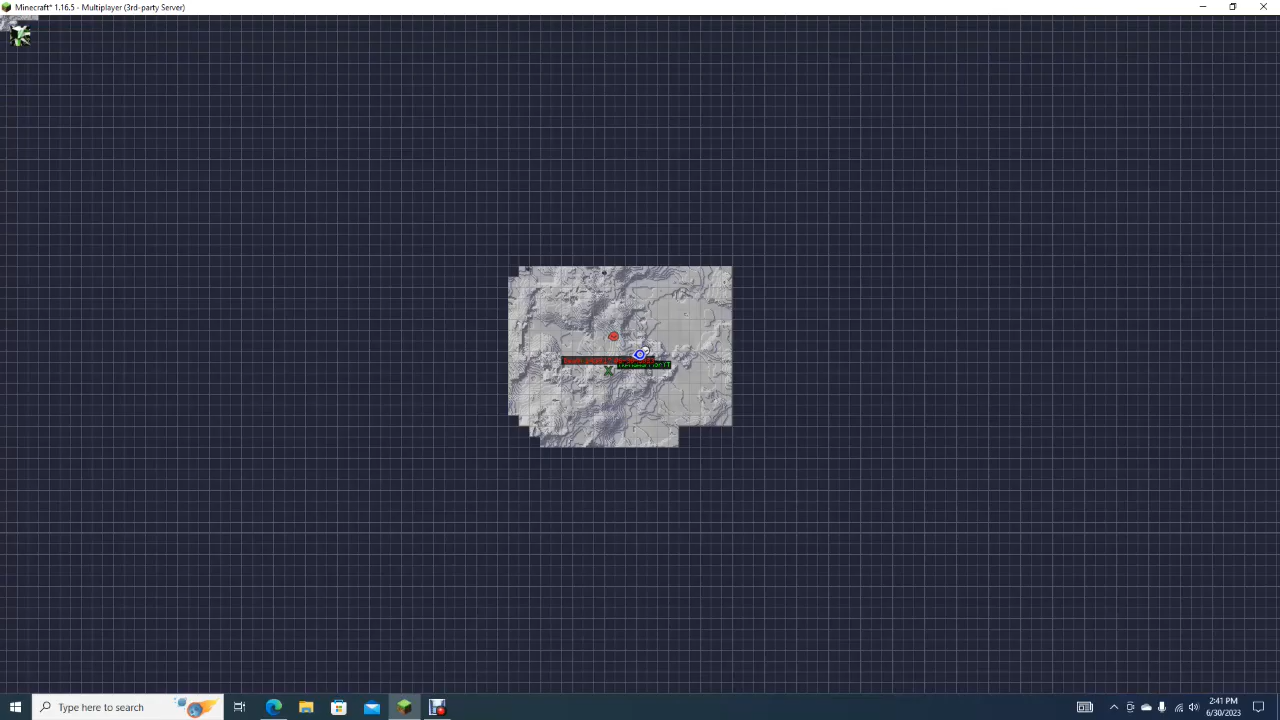 Minecraft* 1.16.5 - Multiplayer (3rd-party Server)
Type here to search
2:41 PM
6/30/2023